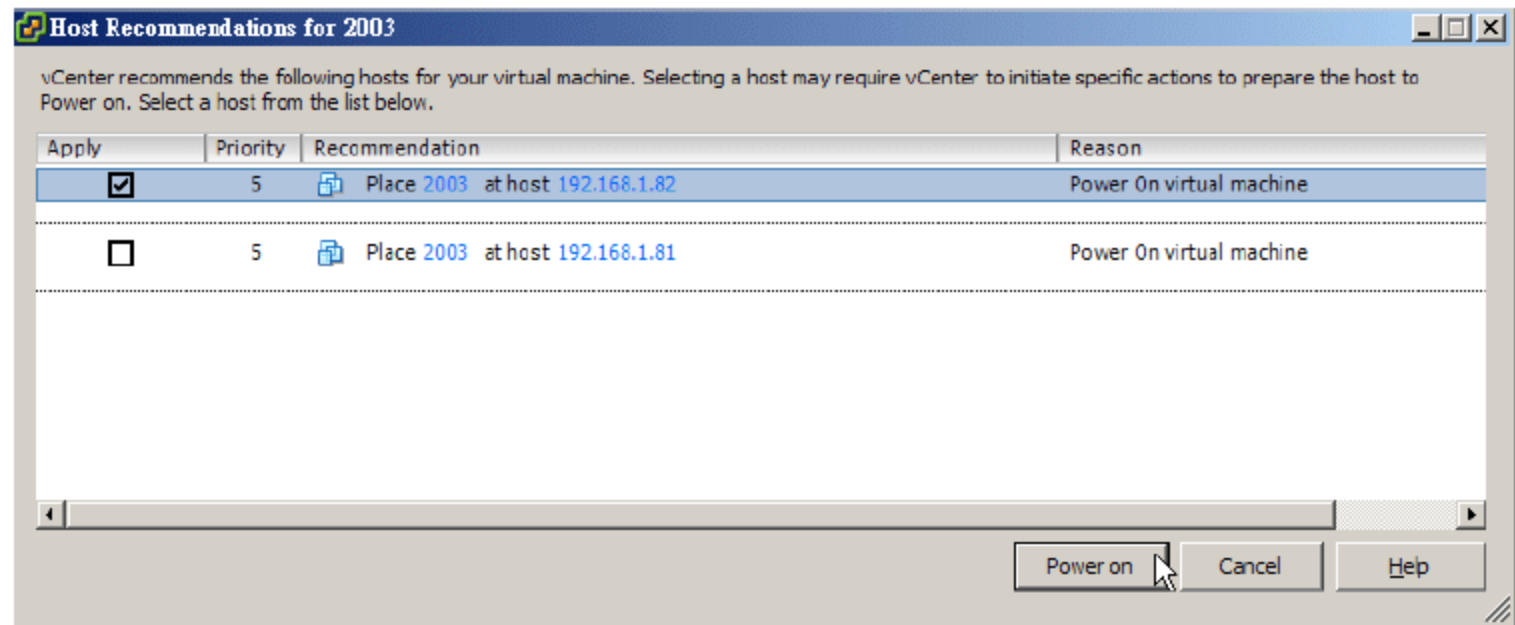 Host Recommendations for 2003
vCenter recommends the following hosts for your virtual machine. Selecting a host may require vCenter to initiate specific actions to prepare the host to
Power on. Select a host from the list below.
Apply Priority Recommendation Reason
5 Place 2003 at host 192.168.1.82 Power On virtual machine
5 Place 2003 at host 192.168.1.81 Power On virtual machine
Power on Cancel Help